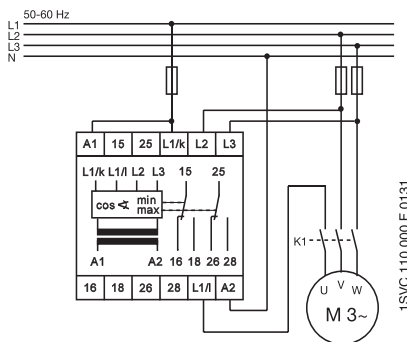 50-60 Hz
L1
L2
L3
N
A1 15 25 L1/k L2 L3
L1/k L1/l L2 L3 15 25
cos ∢ min
max
A1 A2 16 18 26 28
16 18 26 28 L1/l A2
K1
U V W
M 3~
1SVC 110 000 F 0131